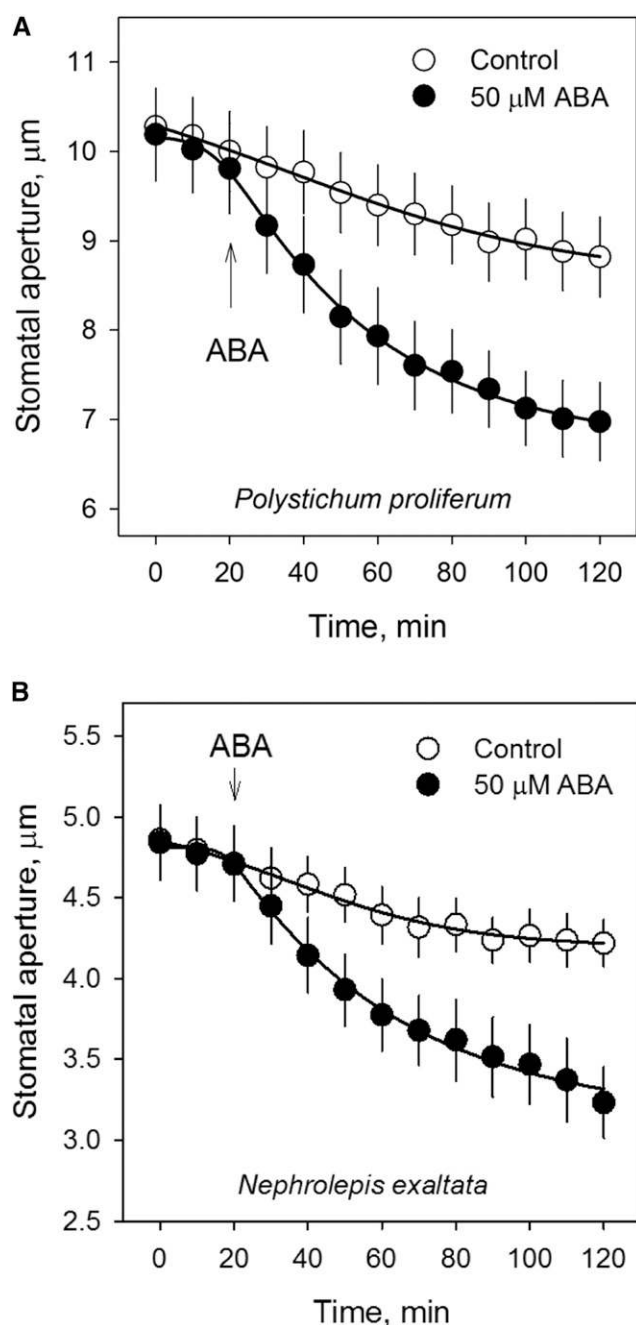 A
11
Control
50 μM ABA
10
9
8
7
6
Stomatal aperture, μm
ABA
Polystichum proliferum
0 20 40 60 80 100 120
Time, min
B
5.5
ABA
Control
50 μM ABA
5.0
4.5
4.0
3.5
3.0
2.5
Stomatal aperture, μm
Nephrolepis exaltata
0 20 40 60 80 100 120
Time, min